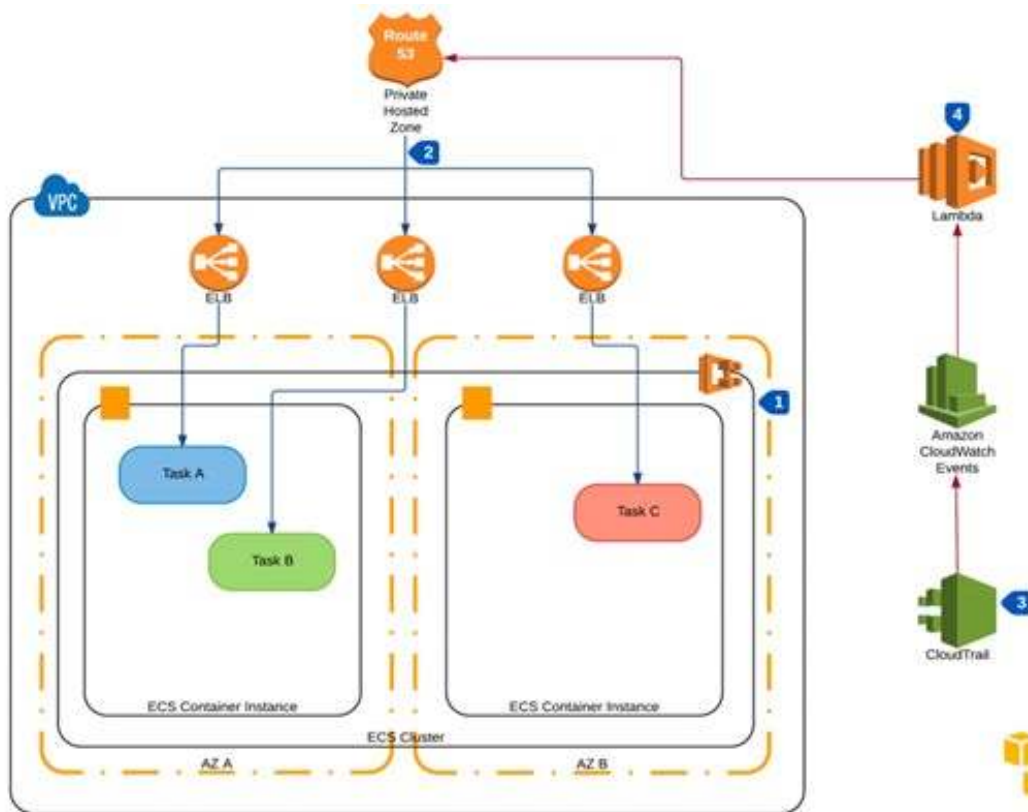 Route
53
Private
Hosted
Zone
2
4
VPC
Lambda
ELB
ELB
ELB
1
Amazon
CloudWatch
Events
Task A
Task C
Task B
3
CloudTrail
ECS Container Instance
ECS Container Instance
ECS Cluster
AZ A
AZ B